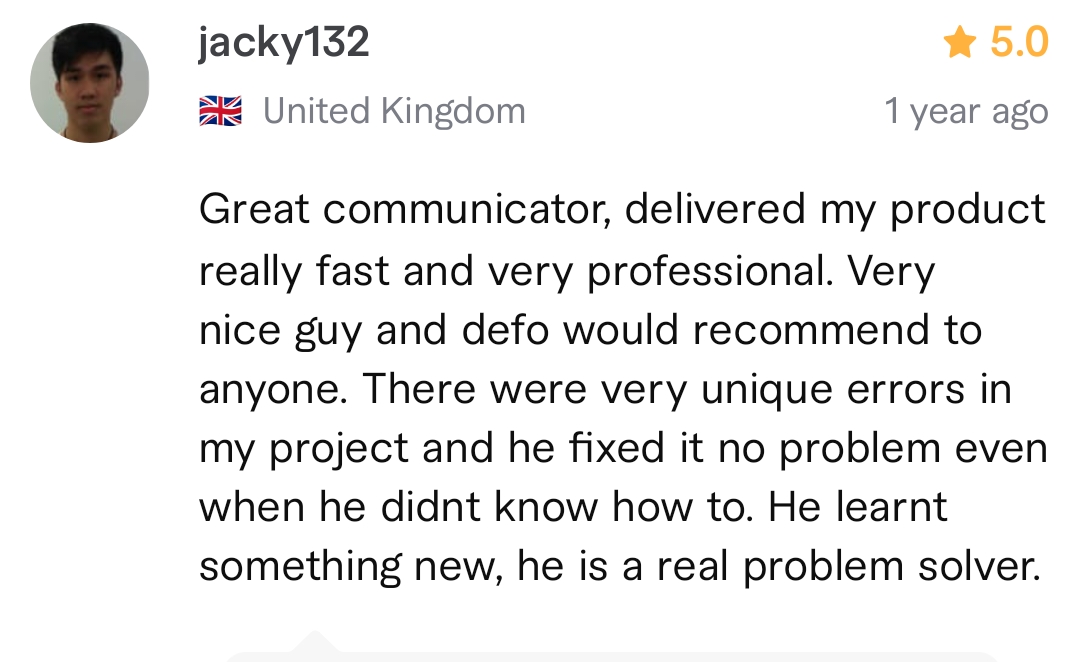 jacky132
5.0
United Kingdom
1 year ago
Great communicator, delivered my product
really fast and very professional. Very
nice guy and defo would recommend to
anyone. There were very unique errors in
my project and he fixed it no problem even
when he didnt know how to. He learnt
something new, he is a real problem solver.